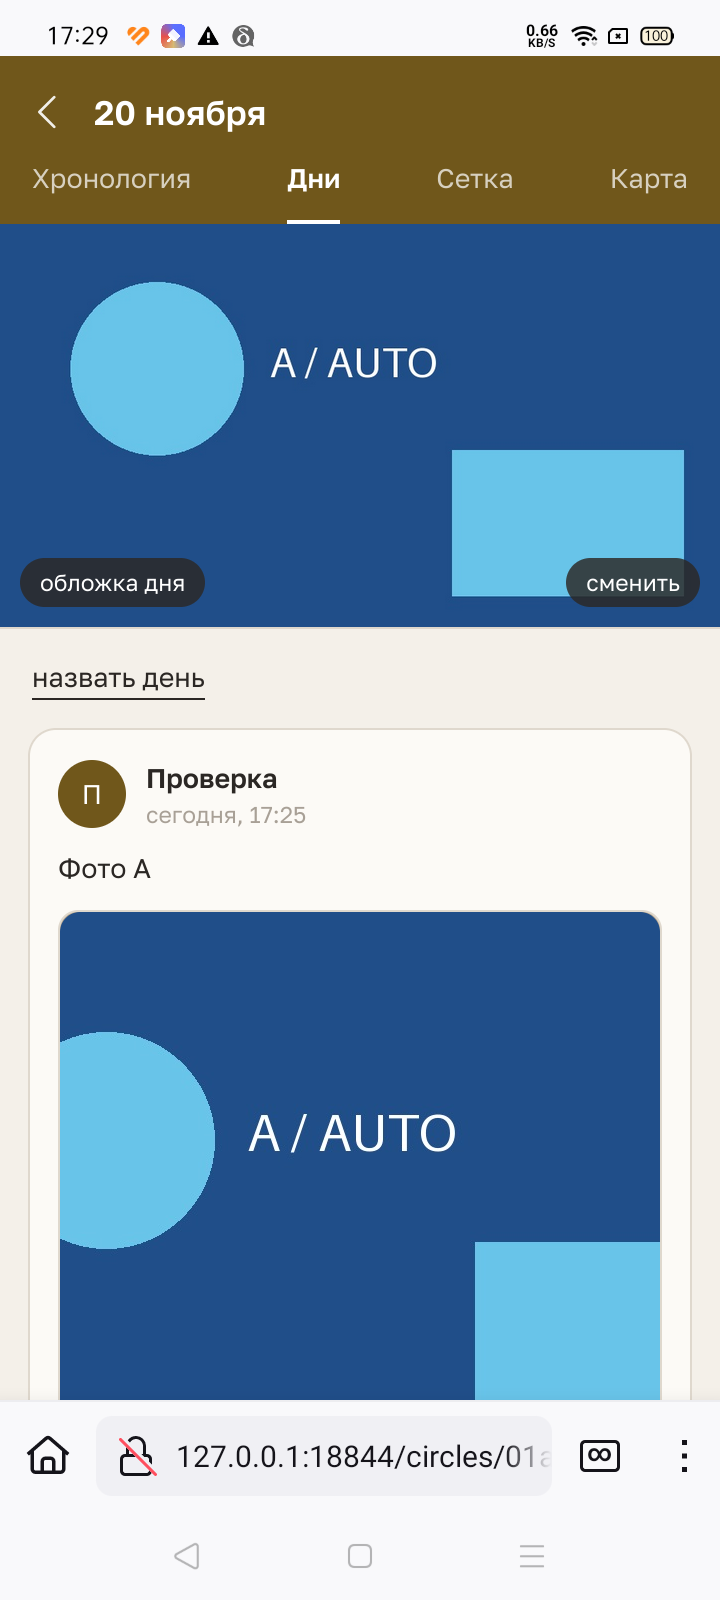 17:29
0.66
KB/S
100
20 ноября
Хронология Дни Сетка Карта
A / AUTO
обложка дня
сменить
назвать день
П
Проверка
сегодня, 17:25
Фото А
A / AUTO
127.0.0.1:18844/circles/01a